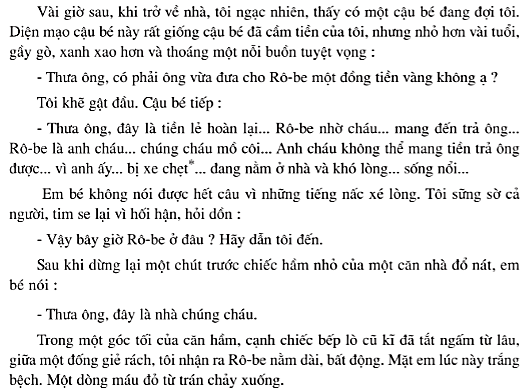 Vài giờ sau, khi trở về nhà, tôi ngạc nhiên, thấy có một cậu bé đang đợi tôi.
Diện mạo cậu bé này rất giống cậu bé đã cầm tiền của tôi, nhưng nhỏ hơn vài tuổi,
gầy gò, xanh xao hơn và thoáng một nỗi buồn tuyệt vọng :
- Thưa ông, có phải ông vừa đưa cho Rô-be một đồng tiền vàng không ạ ?
Tôi khẽ gật đầu. Cậu bé tiếp :
- Thưa ông, đây là tiền lẻ hoàn lại... Rô-be nhờ cháu... mang đến trả ông...
Rô-be là anh cháu... chúng cháu mồ côi... Anh cháu không thể mang tiền trả ông
được... vì anh ấy... bị xe chẹt*... đang nằm ở nhà và khó lòng... sống nổi...
Em bé không nói được hết câu vì những tiếng nấc xé lòng. Tôi sững sờ cả
người, tim se lại vì hối hận, hỏi dồn :
- Vậy bây giờ Rô-be ở đâu ? Hãy dẫn tôi đến.
Sau khi dừng lại một chút trước chiếc hầm nhỏ của một căn nhà đổ nát, em
bé nói :
- Thưa ông, đây là nhà chúng cháu.
Trong một góc tối của căn hầm, cạnh chiếc bếp lò cũ kĩ đã tắt ngấm từ lâu,
giữa một đống giẻ rách, tôi nhận ra Rô-be nằm dài, bất động. Mặt em lúc này trắng
bệch. Một dòng máu đỏ từ trán chảy xuống.